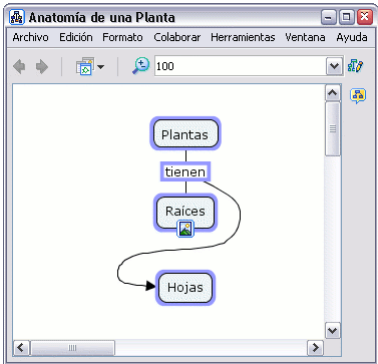 Anatomía de una Planta
Archivo Edición Formato Colaborar Herramientas Ventana Ayuda
100
Plantas
tienen
Raíces
Hojas